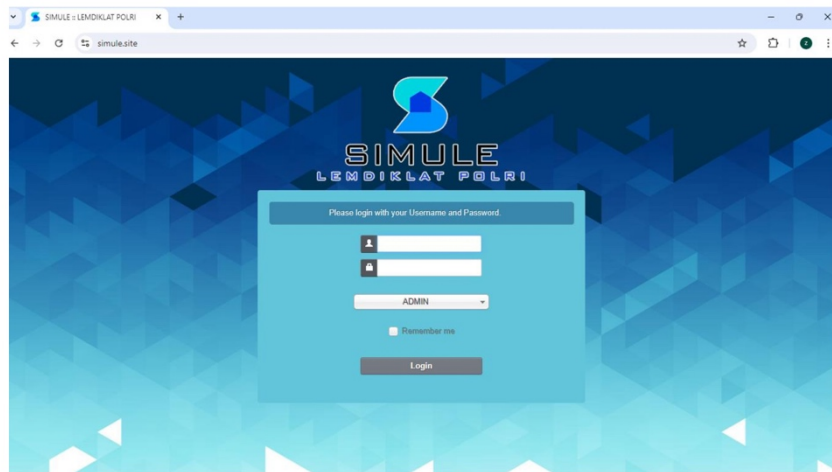 SIMULE :: LEMDIKLAT POLRI
simule.site
Z
SIMULE
LEMDIKLAT POLRI
Please login with your Username and Password.
ADMIN
Remember me
Login